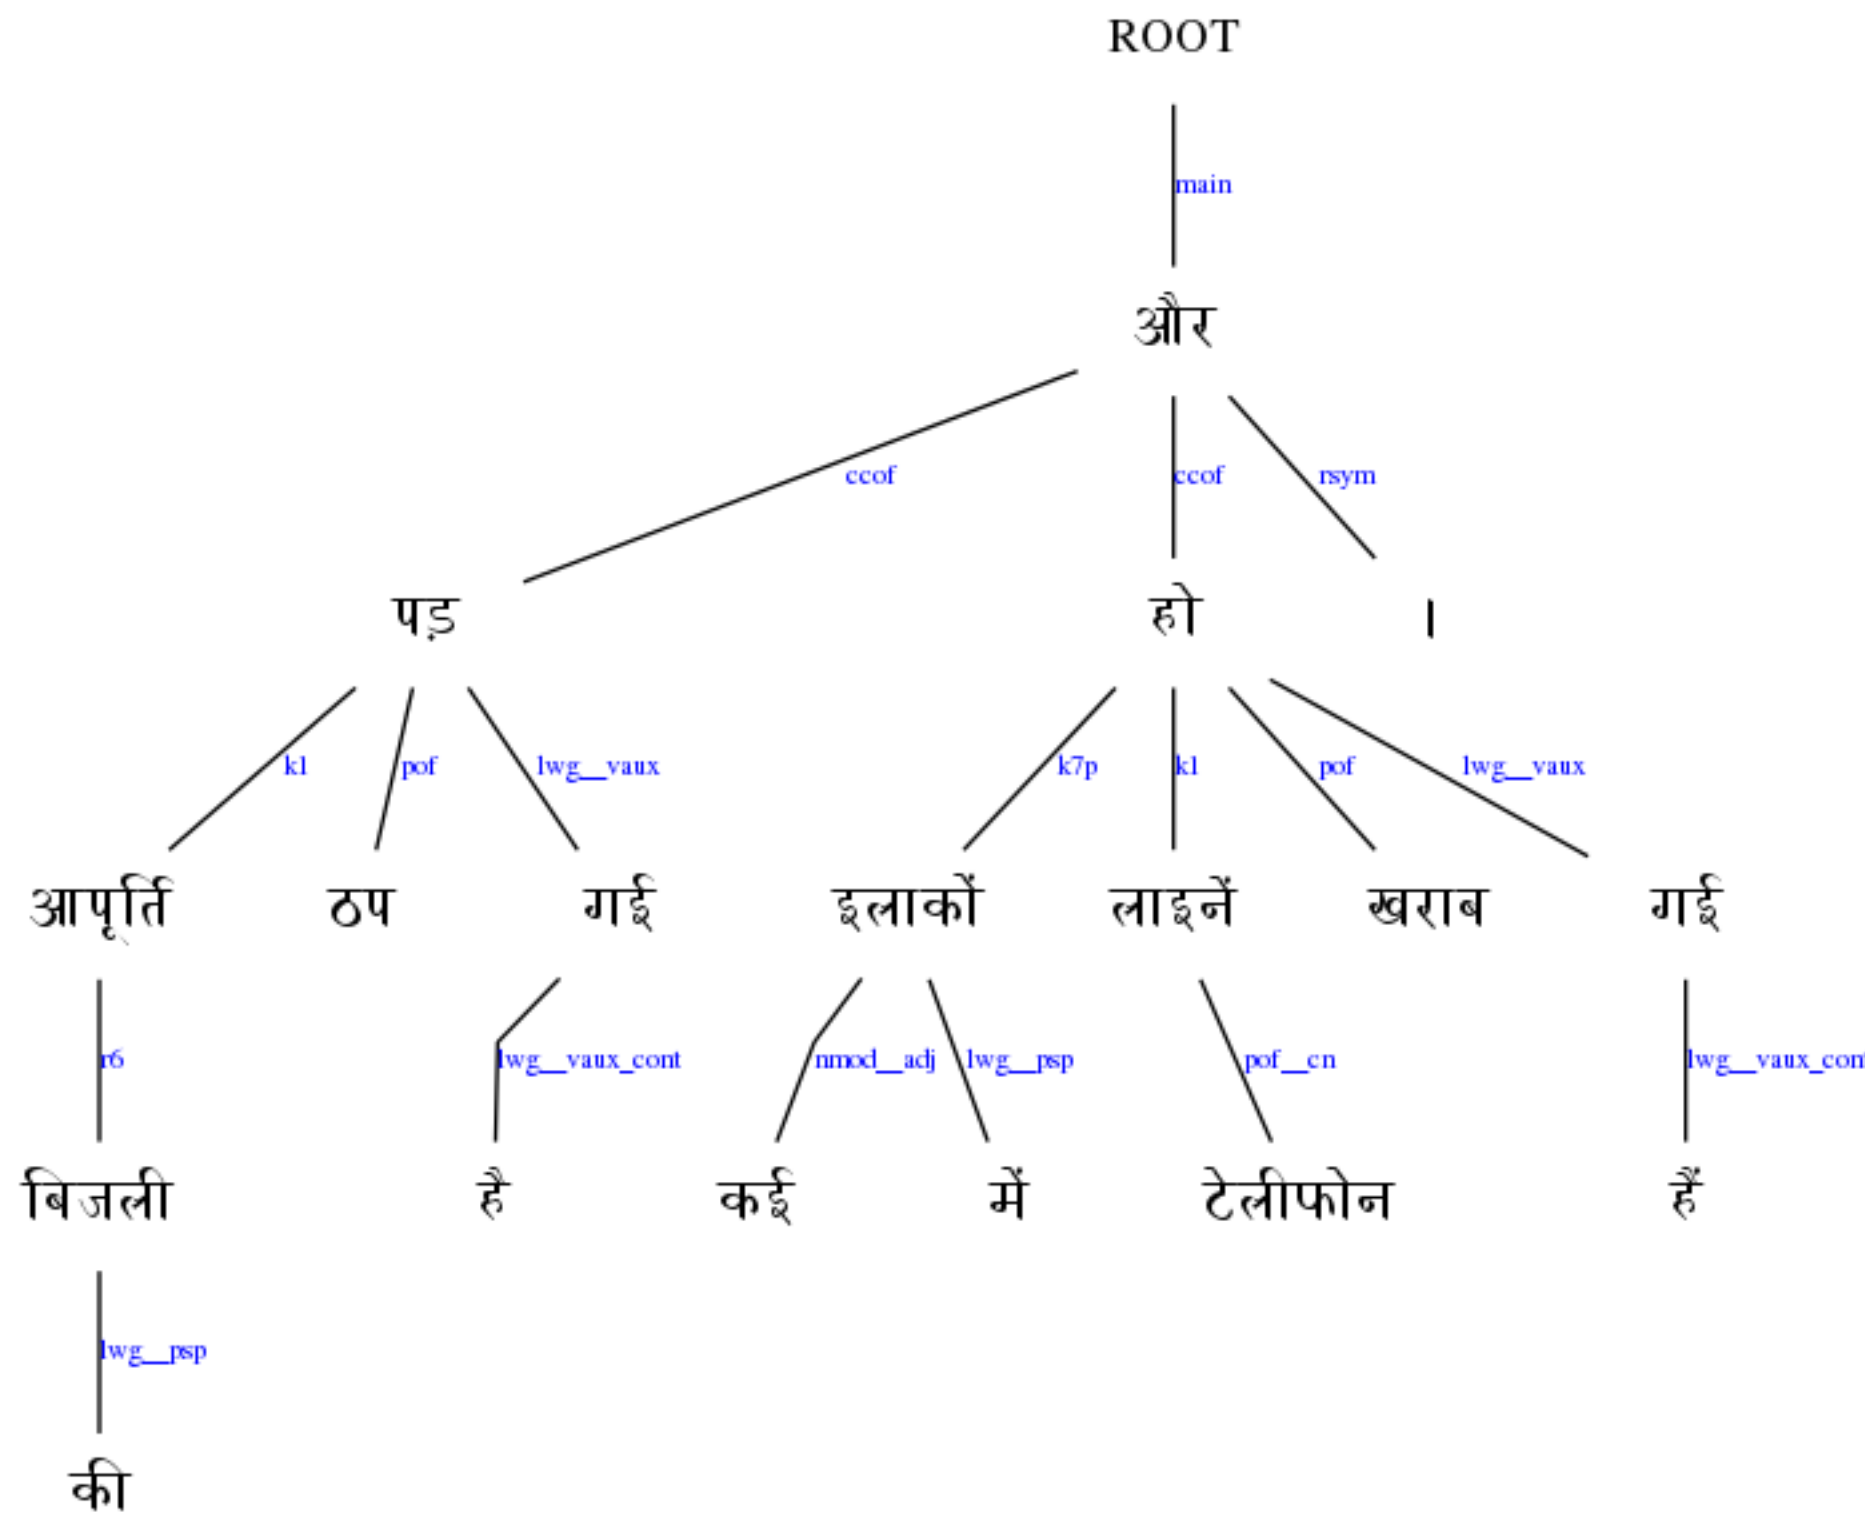 ROOT
main
और
ccof ccof rsym
पड़ हो ।
k1 pof lwg__vaux k7p k1 pof lwg__vaux
आपूर्ति ठप गई इलाकों लाइनें खराब गई
r6 lwg__vaux_cont nmod__adj lwg__psp pof__cn lwg__vaux_con
बिजली है कई में टेलीफोन हैं
lwg__psp
की